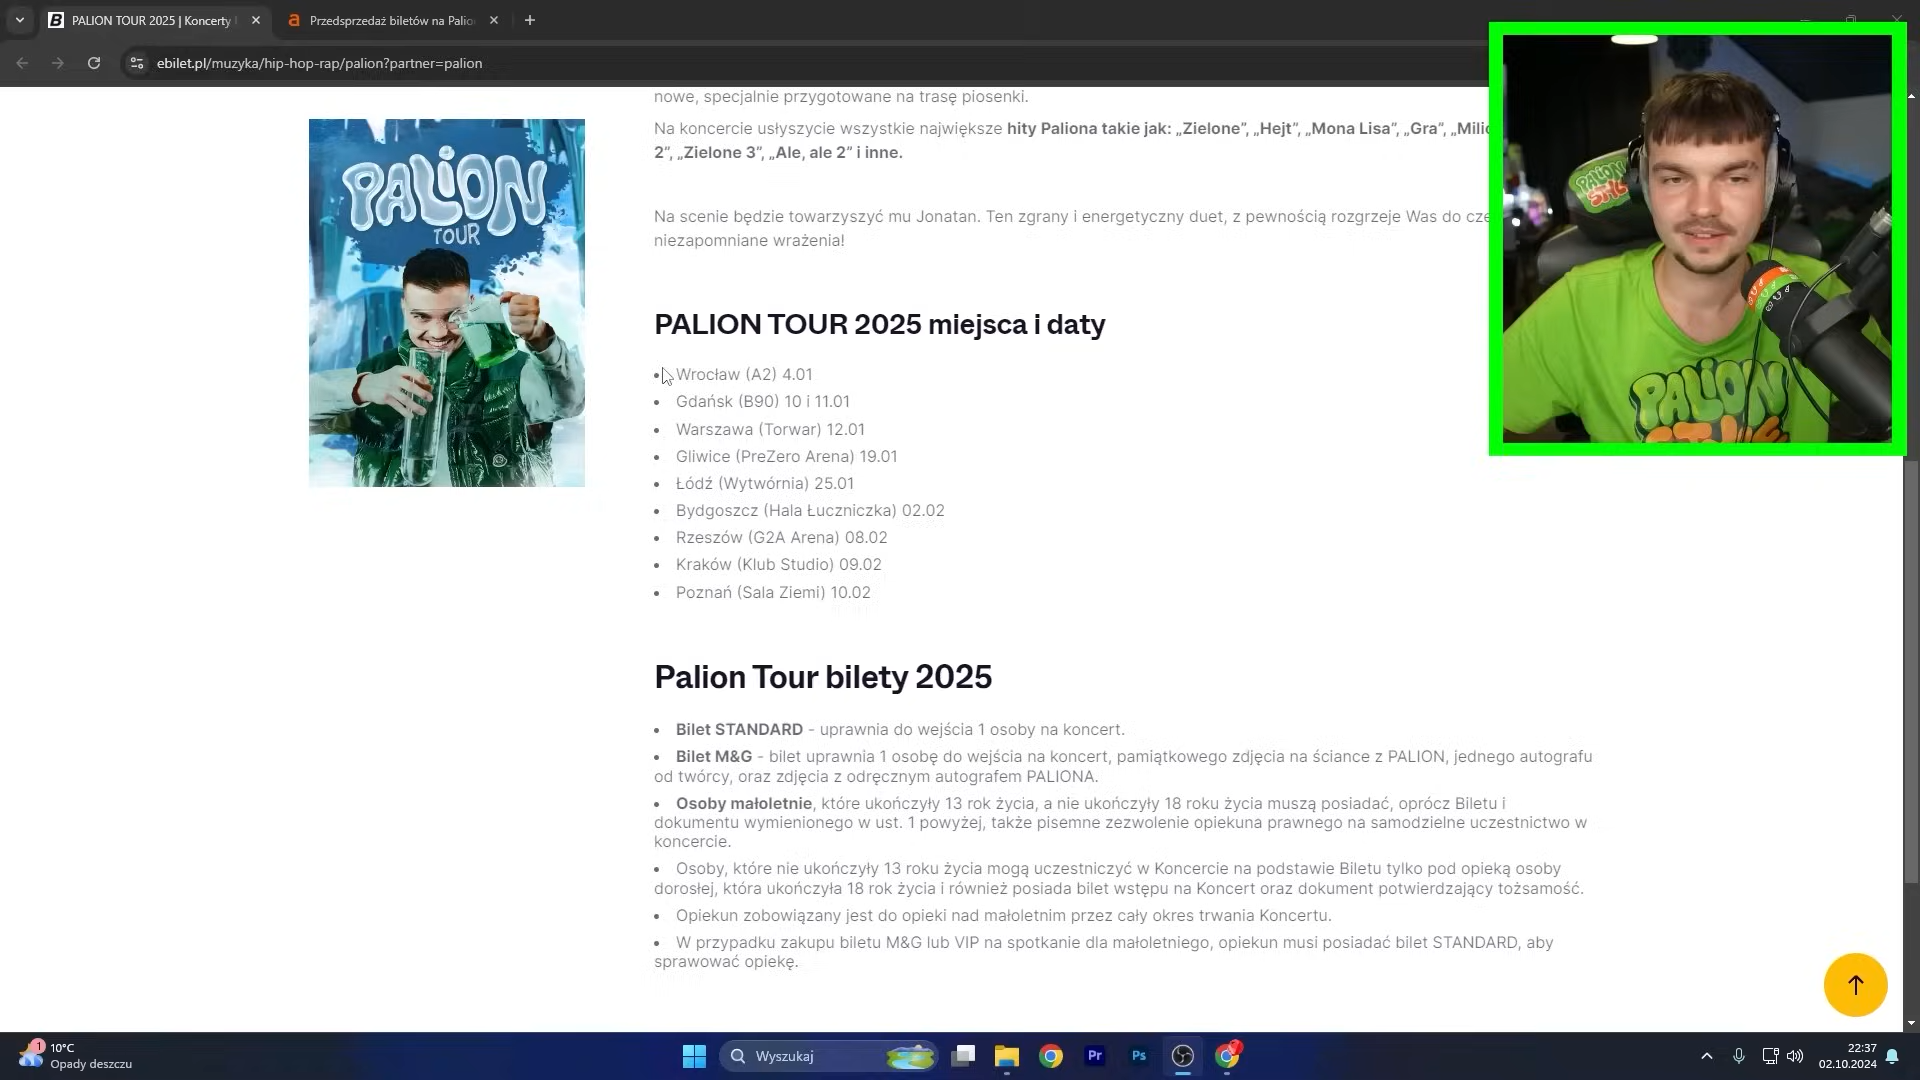 PALION TOUR 2025 | Koncerty
Przedsprzedaż biletów na Palio
ebilet.pl/muzyka/hip-hop-rap/palion?partner=palion
nowe, specjalnie przygotowane na trasę piosenki.
Na koncercie usłyszycie wszystkie największe hity Paliona takie jak: „Zielone”, „Hejt”, „Mona Lisa”, „Gra”, „Milio
2”, „Zielone 3”, „Ale, ale 2” i inne.
Na scenie będzie towarzyszyć mu Jonatan. Ten zgrany i energetyczny duet, z pewnością rozgrzeje Was do cze
niezapomniane wrażenia!
PALION
TOUR
PALION TOUR 2025 miejsca i daty
• Wrocław (A2) 4.01
• Gdańsk (B90) 10 i 11.01
• Warszawa (Torwar) 12.01
• Gliwice (PreZero Arena) 19.01
• Łódź (Wytwórnia) 25.01
• Bydgoszcz (Hala Łuczniczka) 02.02
• Rzeszów (G2A Arena) 08.02
• Kraków (Klub Studio) 09.02
• Poznań (Sala Ziemi) 10.02
Palion Tour bilety 2025
• Bilet STANDARD - uprawnia do wejścia 1 osoby na koncert.
• Bilet M&G - bilet uprawnia 1 osobę do wejścia na koncert, pamiątkowego zdjęcia na ściance z PALION, jednego autografu
od twórcy, oraz zdjęcia z odręcznym autografem PALIONA.
• Osoby małoletnie, które ukończyły 13 rok życia, a nie ukończyły 18 roku życia muszą posiadać, oprócz Biletu i
dokumentu wymienionego w ust. 1 powyżej, także pisemne zezwolenie opiekuna prawnego na samodzielne uczestnictwo w
koncercie.
• Osoby, które nie ukończyły 13 roku życia mogą uczestniczyć w Koncercie na podstawie Biletu tylko pod opieką osoby
dorosłej, która ukończyła 18 rok życia i również posiada bilet wstępu na Koncert oraz dokument potwierdzający tożsamość.
• Opiekun zobowiązany jest do opieki nad małoletnim przez cały okres trwania Koncertu.
• W przypadku zakupu biletu M&G lub VIP na spotkanie dla małoletniego, opiekun musi posiadać bilet STANDARD, aby
sprawować opiekę.
PALION
PALION
1
10°C
Opady deszczu
Wyszukaj
Pr
Ps
22:37
02.10.2024